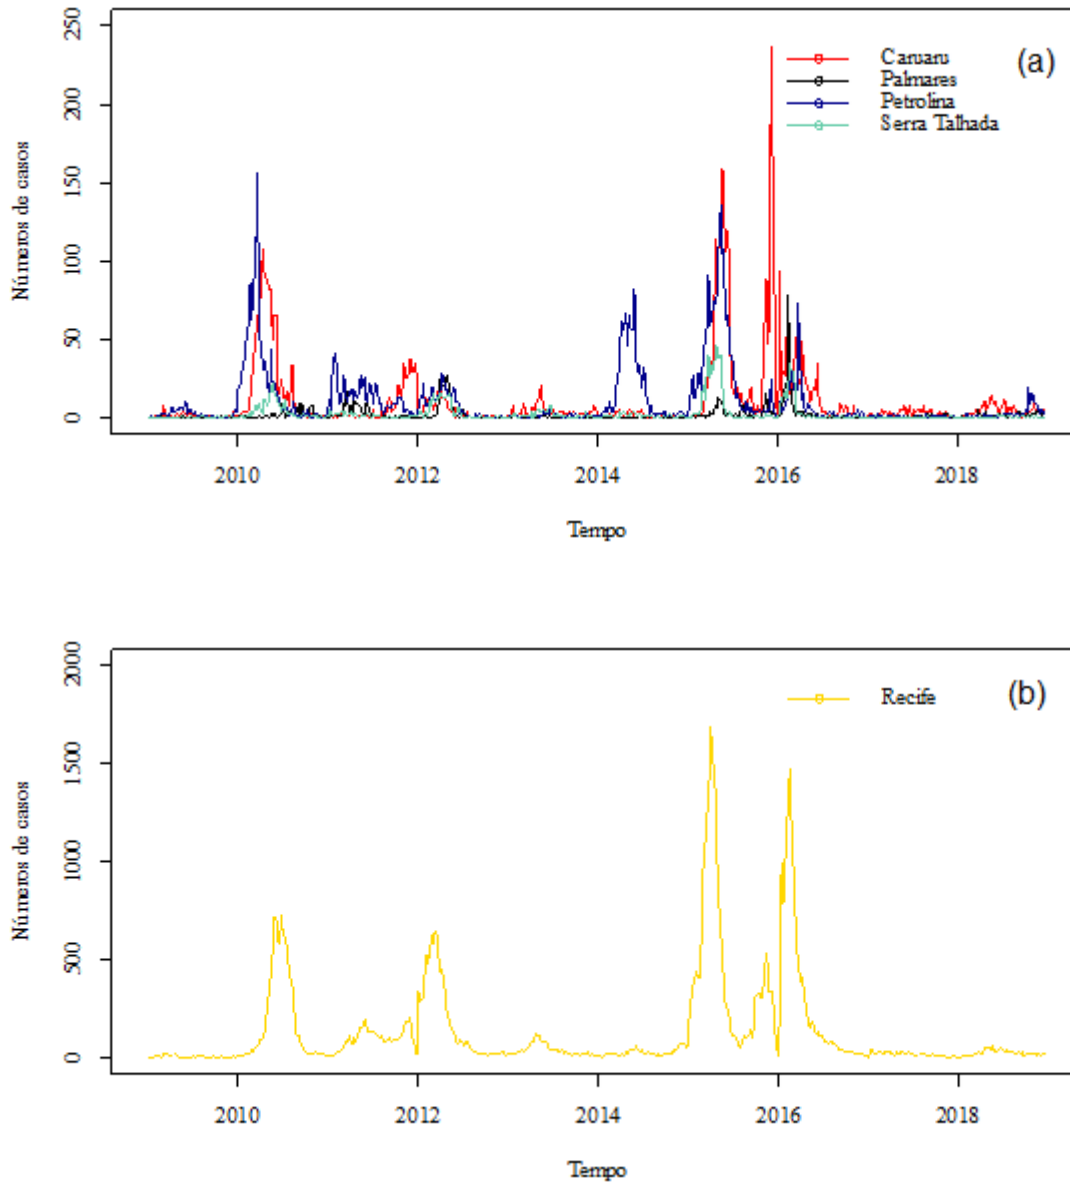 (a)
Caruaru
Palmares
Petrolina
Serra Talhada
Números de casos
250
200
150
100
50
0
2010 2012 2014 2016 2018
Tempo
(b)
Recife
Números de casos
2000
1500
1000
500
0
2010 2012 2014 2016 2018
Tempo